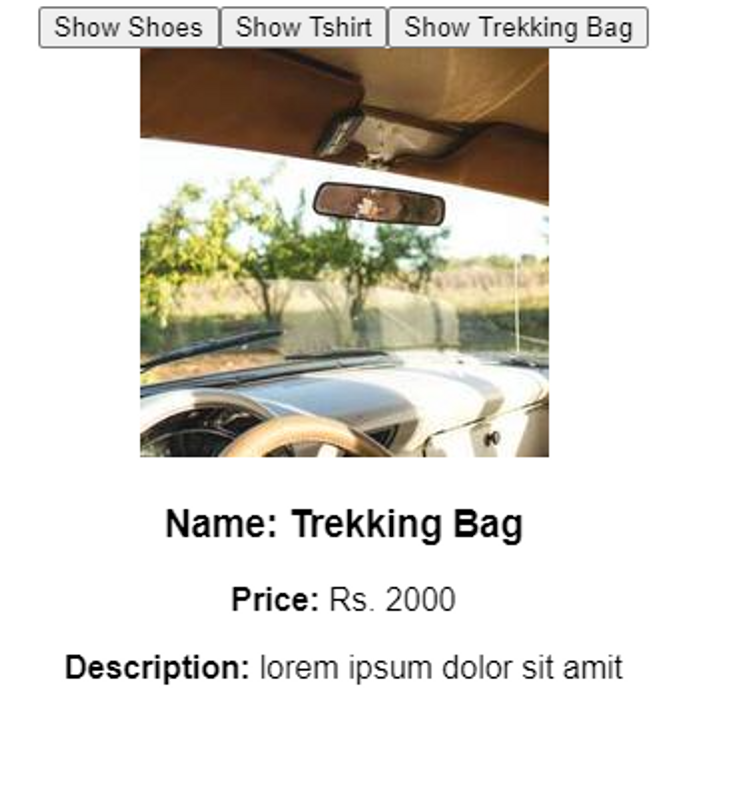 Show Shoes Show Tshirt Show Trekking Bag
Name: Trekking Bag
Price: Rs. 2000
Description: lorem ipsum dolor sit amit